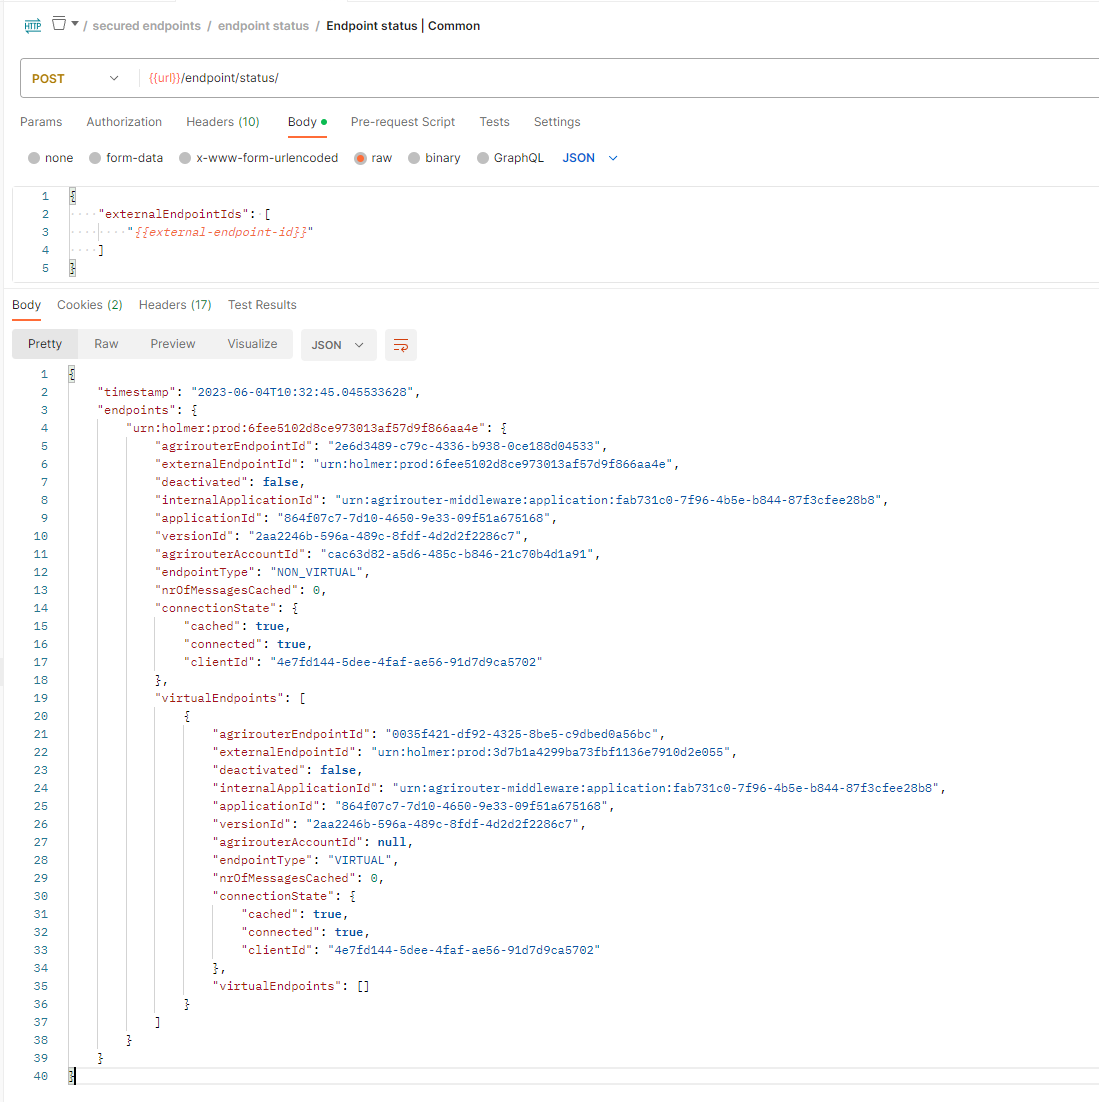 HTTP / secured endpoints / endpoint status / Endpoint status | Common
POST {{url}}/endpoint/status/
Params Authorization Headers (10) Body Pre-request Script Tests Settings
none form-data x-www-form-urlencoded raw binary GraphQL JSON
1 {
2 "externalEndpointIds": [
3 "{{external-endpoint-id}}"
4 ]
5 }
Body Cookies (2) Headers (17) Test Results
Pretty Raw Preview Visualize JSON
1 {
2 "timestamp": "2023-06-04T10:32:45.045533628",
3 "endpoints": {
4 "urn:holmer:prod:6fee5102d8ce973013af57d9f866aa4e": {
5 "agrirouterEndpointId": "2e6d3489-c79c-4336-b938-0ce188d04533",
6 "externalEndpointId": "urn:holmer:prod:6fee5102d8ce973013af57d9f866aa4e",
7 "deactivated": false,
8 "internalApplicationId": "urn:agrirouter-middleware:application:fab731c0-7f96-4b5e-b844-87f3cfee28b8",
9 "applicationId": "864f07c7-7d10-4650-9e33-09f51a675168",
10 "versionId": "2aa2246b-596a-489c-8fdf-4d2d2f2286c7",
11 "agrirouterAccountId": "cac63d82-a5d6-485c-b846-21c70b4d1a91",
12 "endpointType": "NON_VIRTUAL",
13 "nrOfMessagesCached": 0,
14 "connectionState": {
15 "cached": true,
16 "connected": true,
17 "clientId": "4e7fd144-5dee-4faf-ae56-91d7d9ca5702"
18 },
19 "virtualEndpoints": [
20 {
21 "agrirouterEndpointId": "0035f421-df92-4325-8be5-c9dbed0a56bc",
22 "externalEndpointId": "urn:holmer:prod:3d7b1a4299ba73fbf1136e7910d2e055",
23 "deactivated": false,
24 "internalApplicationId": "urn:agrirouter-middleware:application:fab731c0-7f96-4b5e-b844-87f3cfee28b8",
25 "applicationId": "864f07c7-7d10-4650-9e33-09f51a675168",
26 "versionId": "2aa2246b-596a-489c-8fdf-4d2d2f2286c7",
27 "agrirouterAccountId": null,
28 "endpointType": "VIRTUAL",
29 "nrOfMessagesCached": 0,
30 "connectionState": {
31 "cached": true,
32 "connected": true,
33 "clientId": "4e7fd144-5dee-4faf-ae56-91d7d9ca5702"
34 },
35 "virtualEndpoints": []
36 }
37 ]
38 }
39 }
40 }